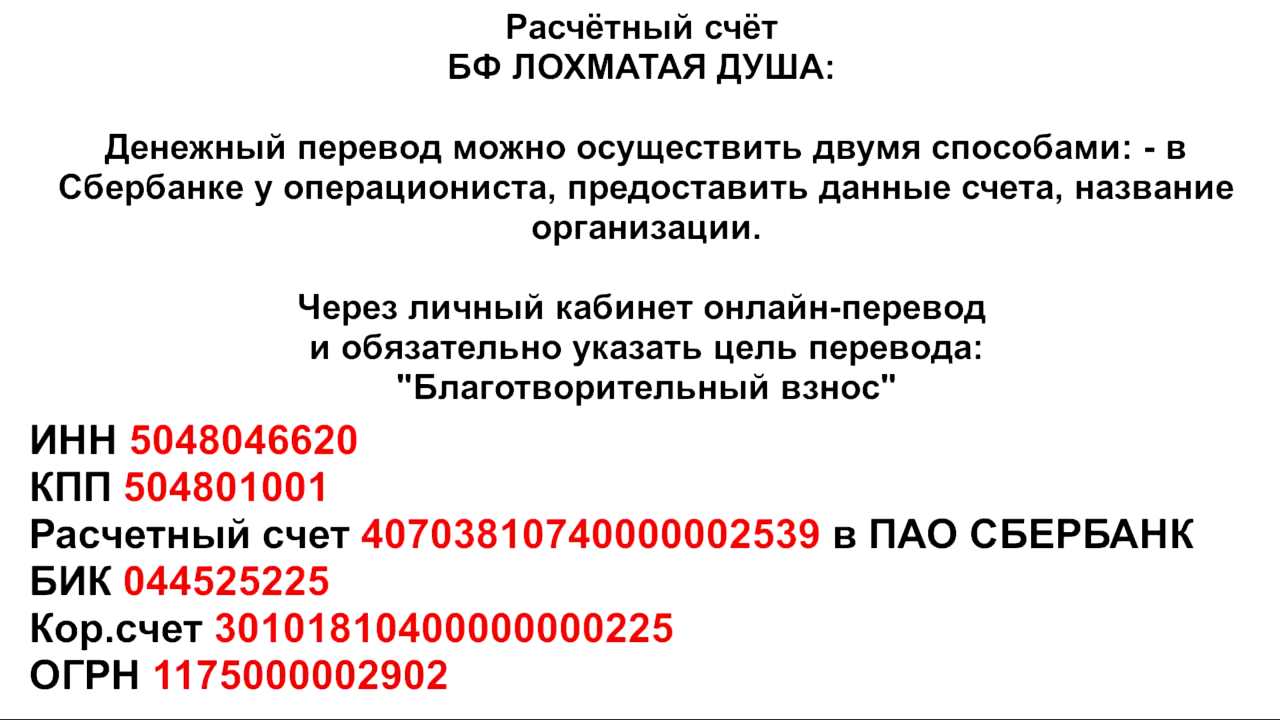 Расчётный счёт
БФ ЛОХМАТАЯ ДУША:
Денежный перевод можно осуществить двумя способами: - в
Сбербанке у операциониста, предоставить данные счета, название
организации.
Через личный кабинет онлайн-перевод
и обязательно указать цель перевода:
"Благотворительный взнос"
ИНН 5048046620
КПП 504801001
Расчетный счет 40703810740000002539 в ПАО СБЕРБАНК
БИК 044525225
Кор.счет 30101810400000000225
ОГРН 1175000002902